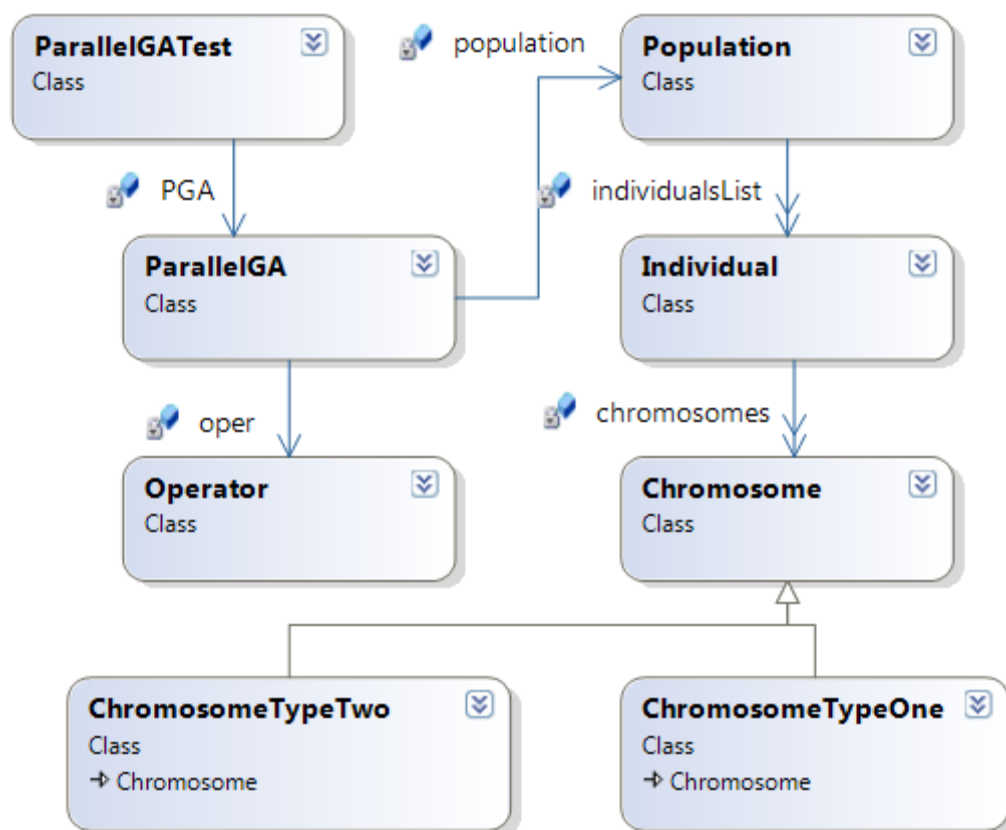 ParallelGATest
Class
population
Population
Class
PGA
individualsList
ParallelGA
Class
Individual
Class
oper
chromosomes
Operator
Class
Chromosome
Class
ChromosomeTypeTwo
Class
Chromosome
ChromosomeTypeOne
Class
Chromosome